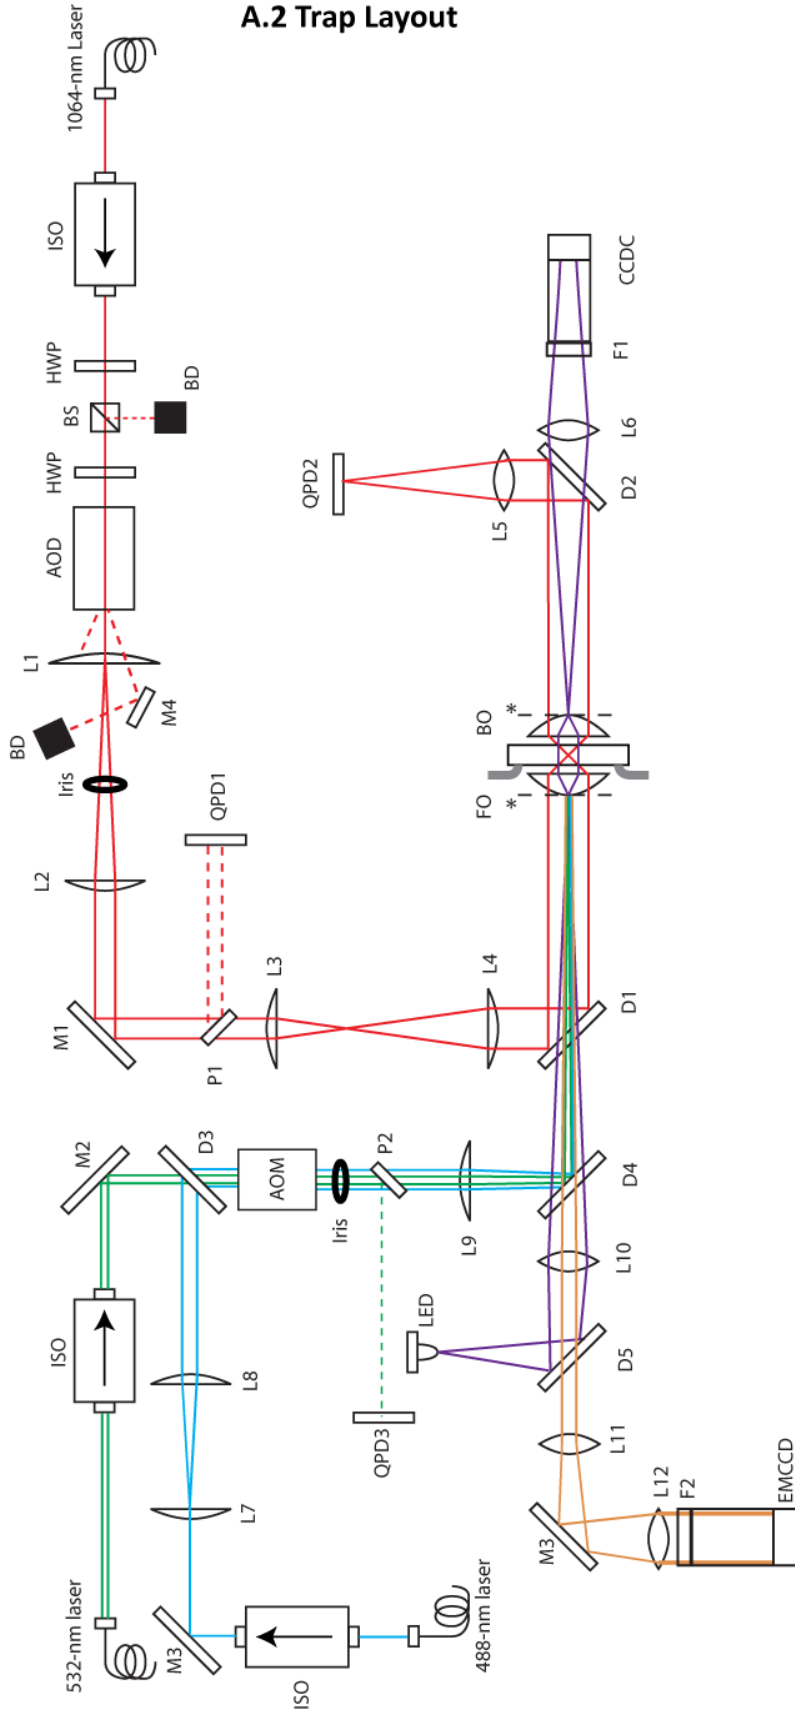 A.2 Trap Layout
1064-nm Laser
ISO
HWP
BS
BD
HWP
AOD
L1
M4
BD
Iris
L2
QPD1
M1
P1
L3
L4
D1
QPD2
L5
D2
L6
F1
CCDC
BO
*
FO
*
M2
D3
AOM
Iris
P2
L9
D4
L10
LED
D5
L11
QPD3
ISO
L8
L7
532-nm laser
M3
ISO
488-nm laser
M3
L12
F2
EMCCD